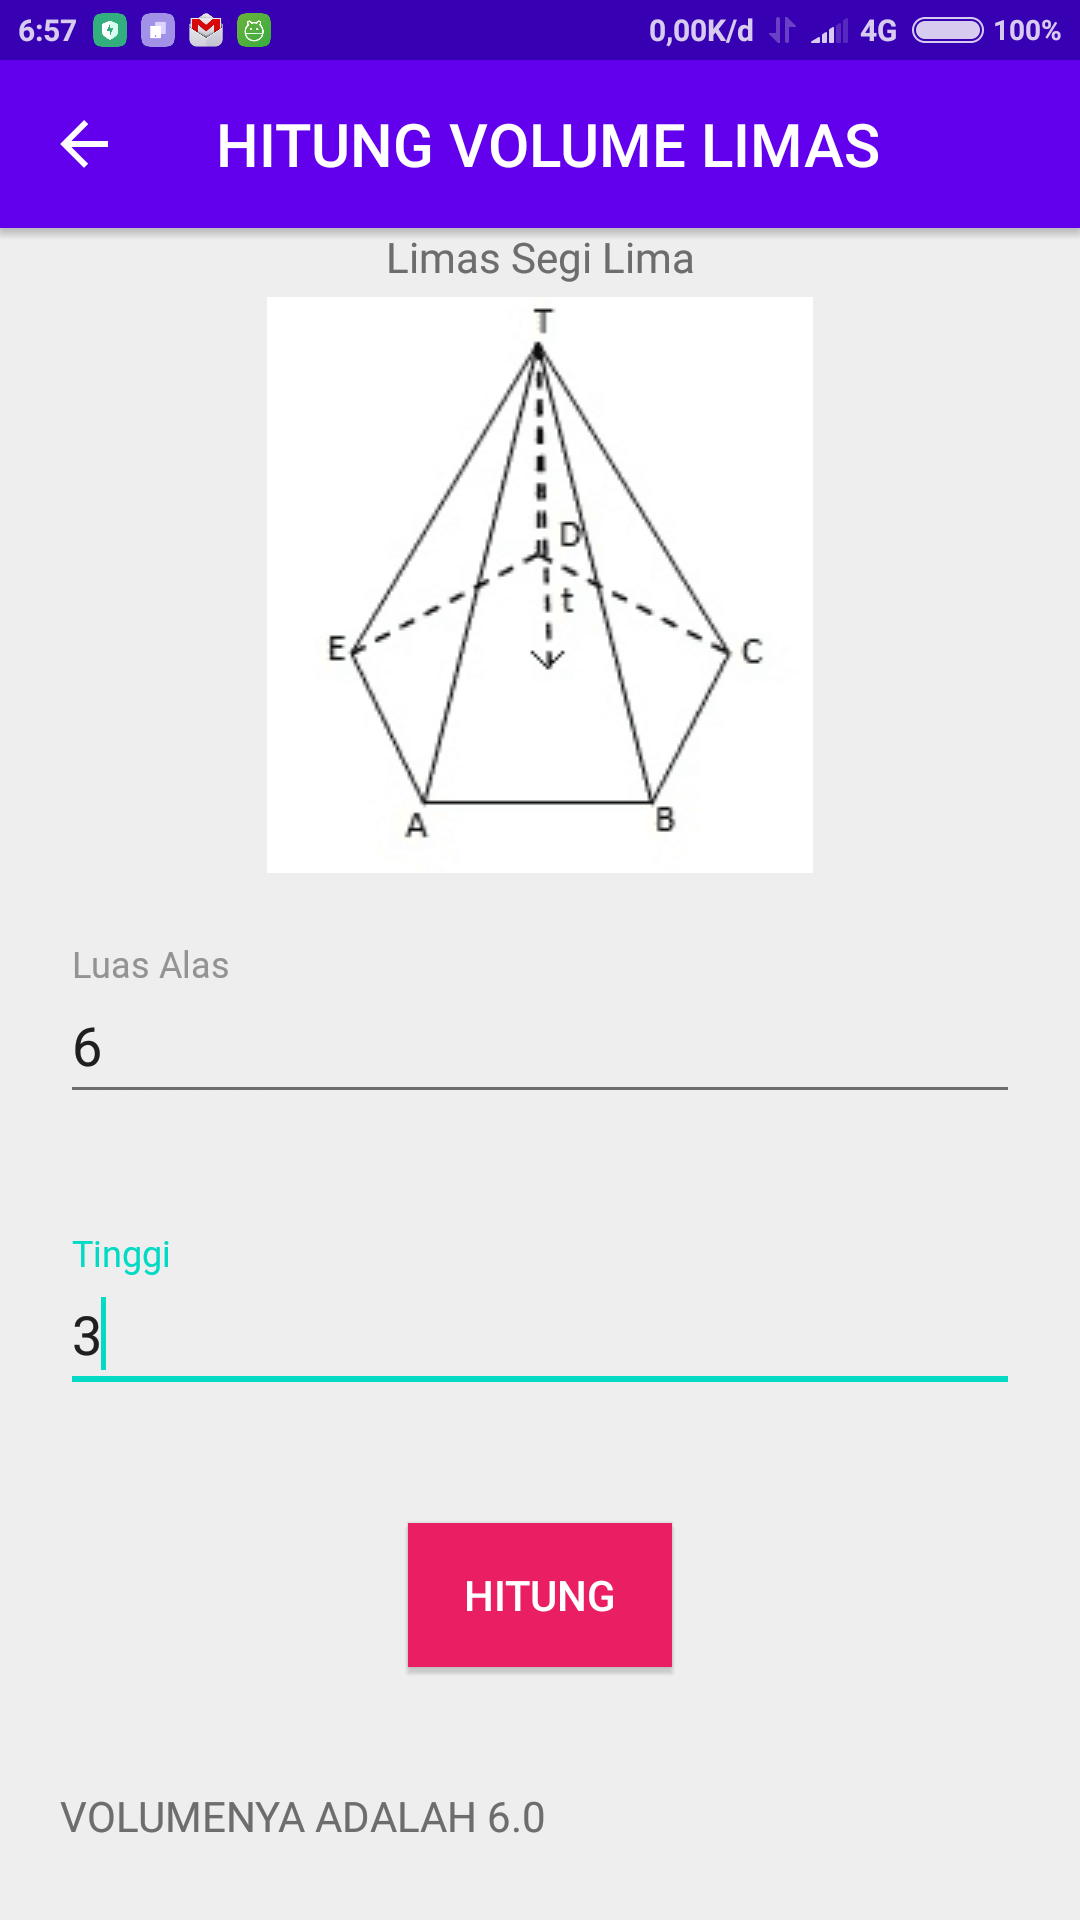 6:57 0,00K/d 4G 100%
HITUNG VOLUME LIMAS
Limas Segi Lima
T
D
t
E
C
A
B
Luas Alas
6
Tinggi
3
HITUNG
VOLUMENYA ADALAH 6.0